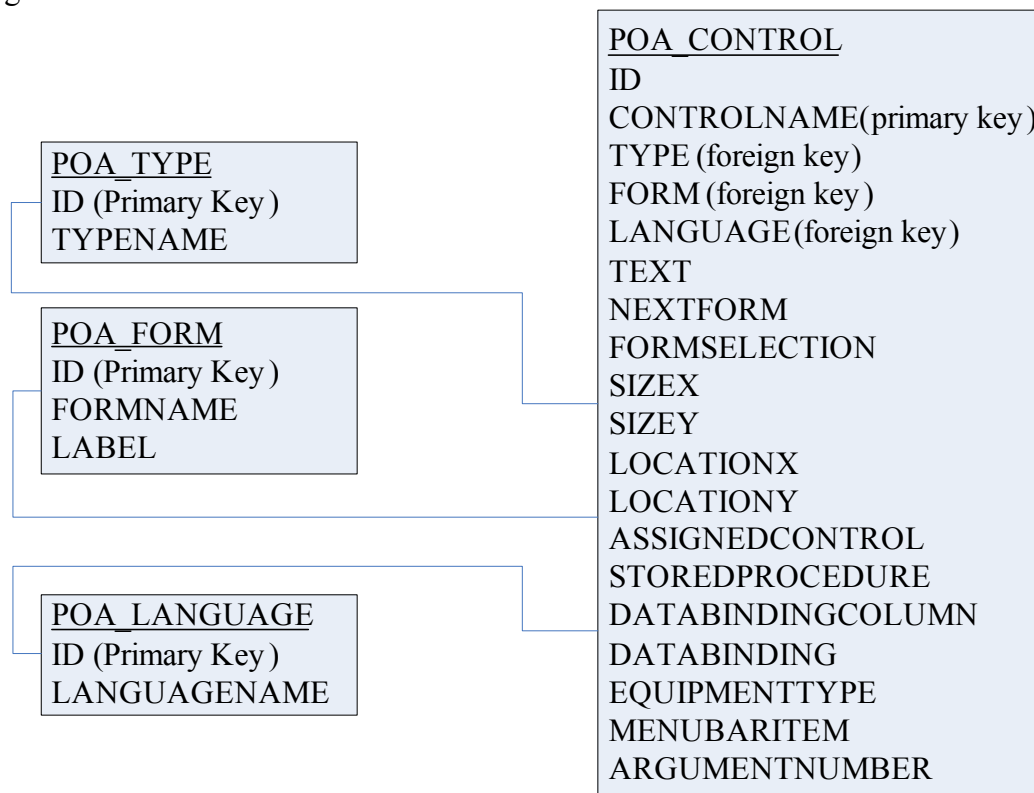 g
POA_TYPE
ID (Primary Key)
TYPENAME
POA_FORM
ID (Primary Key)
FORMNAME
LABEL
POA_LANGUAGE
ID (Primary Key)
LANGUAGENAME
POA_CONTROL
ID
CONTROLNAME(primary key)
TYPE (foreign key)
FORM (foreign key)
LANGUAGE(foreign key)
TEXT
NEXTFORM
FORMSELECTION
SIZEX
SIZEY
LOCATIONX
LOCATIONY
ASSIGNEDCONTROL
STOREDPROCEDURE
DATABINDINGCOLUMN
DATABINDING
EQUIPMENTTYPE
MENUBARITEM
ARGUMENTNUMBER